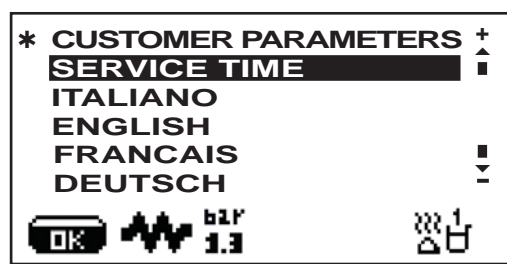 * CUSTOMER PARAMETERS +
SERVICE TIME
ITALIANO
ENGLISH
FRANCAIS
DEUTSCH -
OK bar 1.3 1